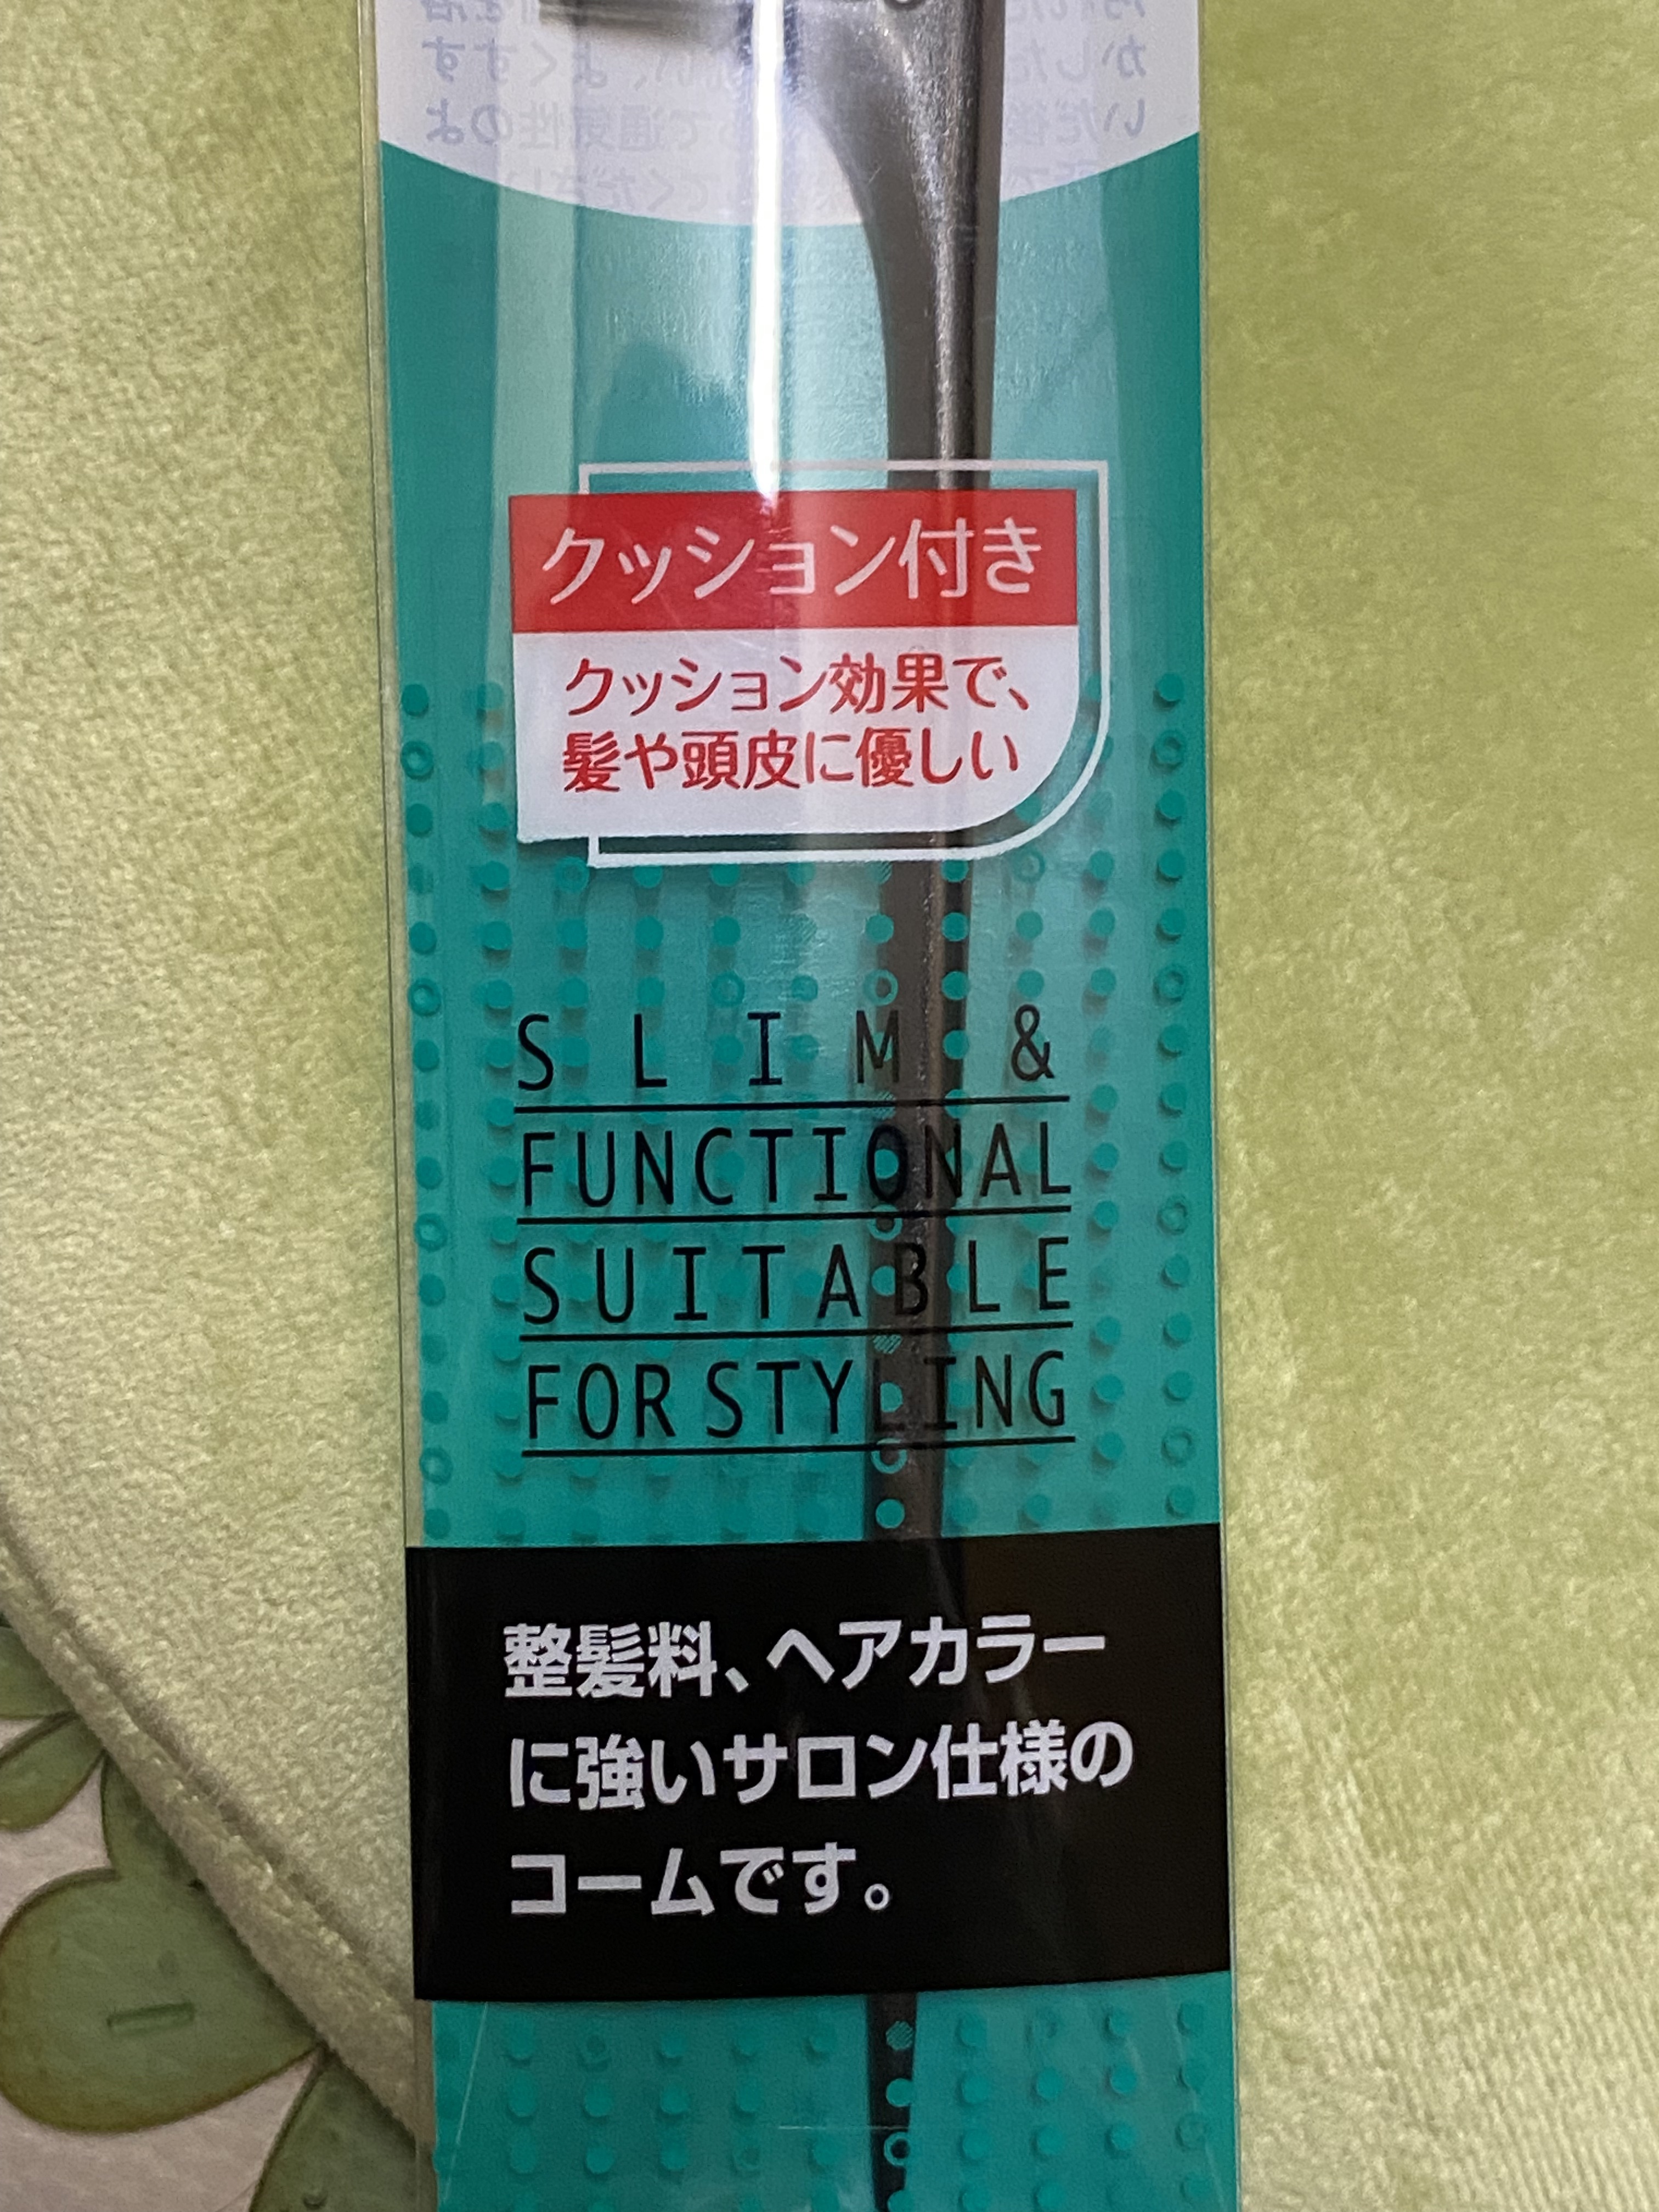 クッション付き
クッション効果で、
髪や頭皮に優しい
SLIM &
FUNCTIONAL
SUITABLE
FOR STYLING
整髪料、ヘアカラー
に強いサロン仕様の
コームです。